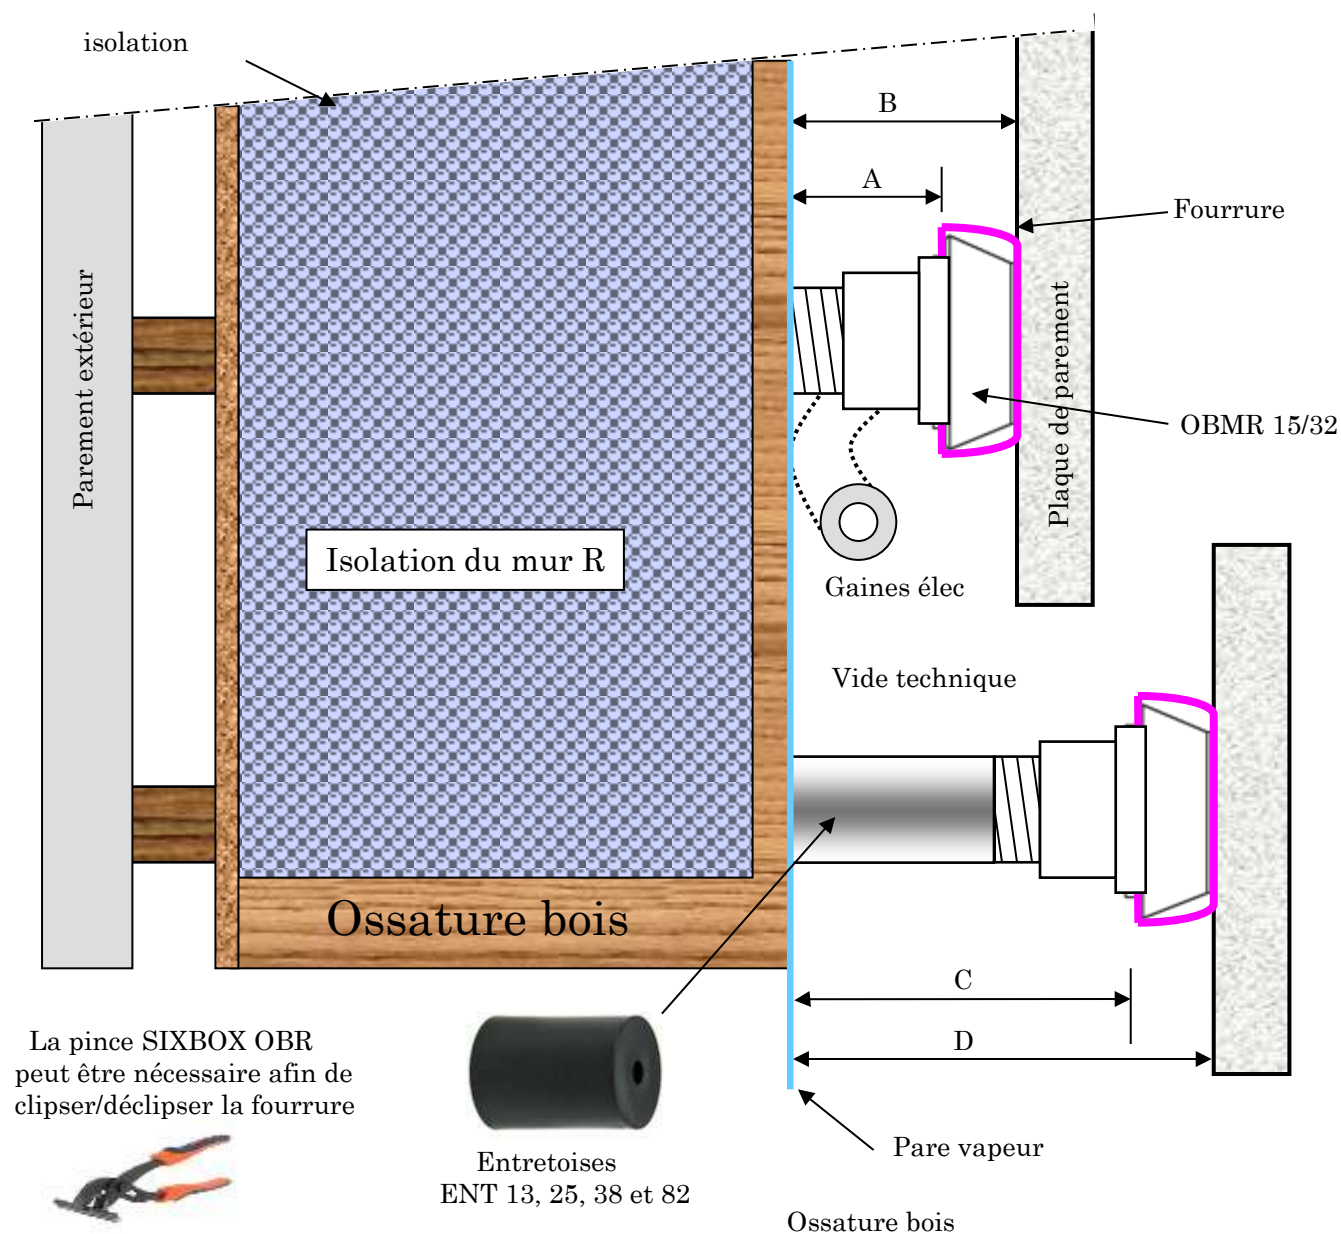 isolation
B
A
Fourrure
Parement extérieur
Plaque de parement
OBMR 15/32
Isolation du mur R
Gaines élec
Vide technique
Ossature bois
C
D
La pince SIXBOX OBR
peut être nécessaire afin de
clipser/déclipser la fourrure
Entretoises
ENT 13, 25, 38 et 82
Pare vapeur
Ossature bois